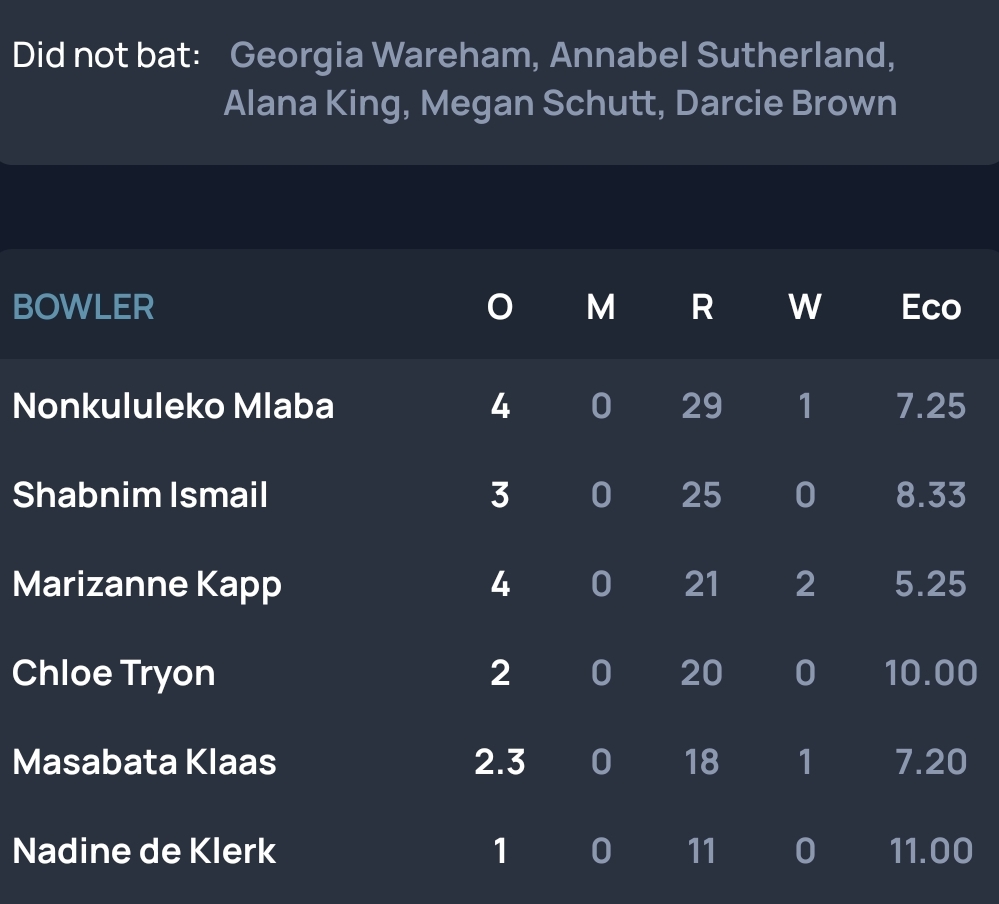 Did not bat: Georgia Wareham, Annabel Sutherland,
Alana King, Megan Schutt, Darcie Brown
BOWLER O M R W Eco
Nonkululeko Mlaba 4 0 29 1 7.25
Shabnim Ismail 3 0 25 0 8.33
Marizanne Kapp 4 0 21 2 5.25
Chloe Tryon 2 0 20 0 10.00
Masabata Klaas 2.3 0 18 1 7.20
Nadine de Klerk 1 0 11 0 11.00